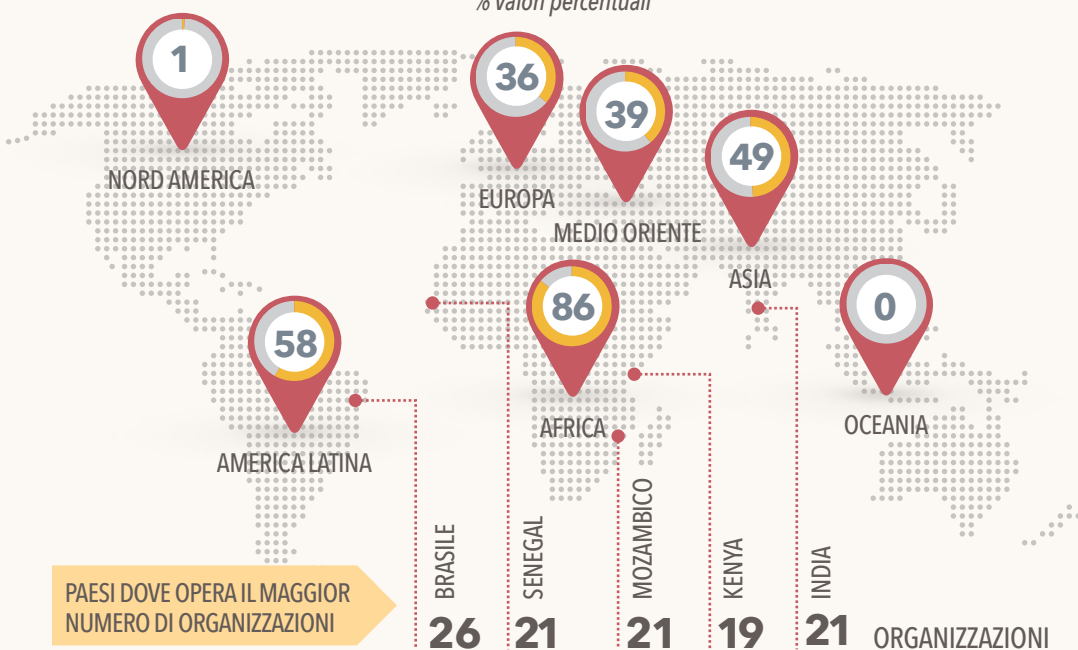 % valori percentuali
1
NORD AMERICA
36
EUROPA
39
MEDIO ORIENTE
49
ASIA
58
AMERICA LATINA
86
AFRICA
0
OCEANIA
PAESI DOVE OPERA IL MAGGIOR
NUMERO DI ORGANIZZAZIONI
BRASILE
26
SENEGAL
21
MOZAMBICO
21
KENYA
19
INDIA
21
ORGANIZZAZIONI